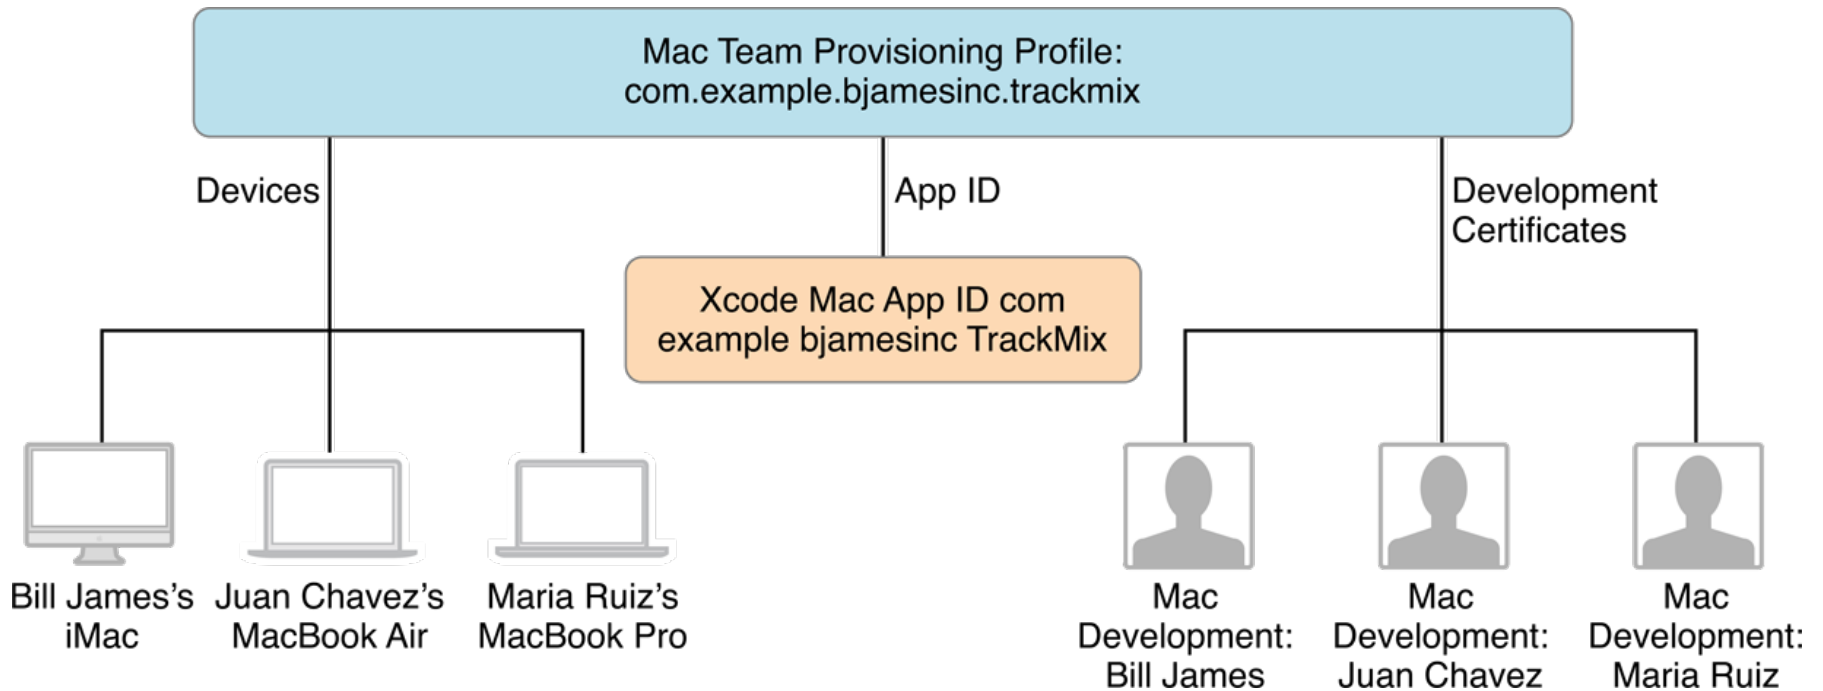 Mac Team Provisioning Profile:
com.example.bjamesinc.trackmix
Devices
App ID
Development
Certificates
Xcode Mac App ID com
example bjamesinc TrackMix
Bill James’s
iMac
Juan Chavez’s
MacBook Air
Maria Ruiz’s
MacBook Pro
Mac
Development:
Bill James
Mac
Development:
Juan Chavez
Mac
Development:
Maria Ruiz